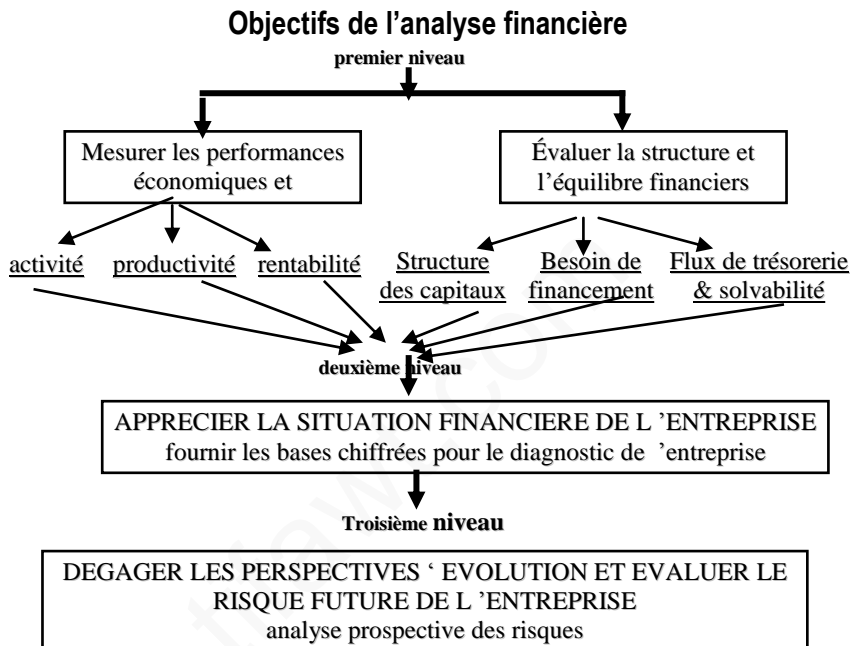 Objectifs de l’analyse financière
premier niveau
Mesurer les performances
économiques et
Évaluer la structure et
l’équilibre financiers
activité productivité rentabilité
Structure
des capitaux
Besoin de
financement
Flux de trésorerie
& solvabilité
deuxième niveau
APPRECIER LA SITUATION FINANCIERE DE L ’ENTREPRISE
fournir les bases chiffrées pour le diagnostic de ’entreprise
Troisième niveau
DEGAGER LES PERSPECTIVES ‘ EVOLUTION ET EVALUER LE
RISQUE FUTURE DE L ’ENTREPRISE
analyse prospective des risques